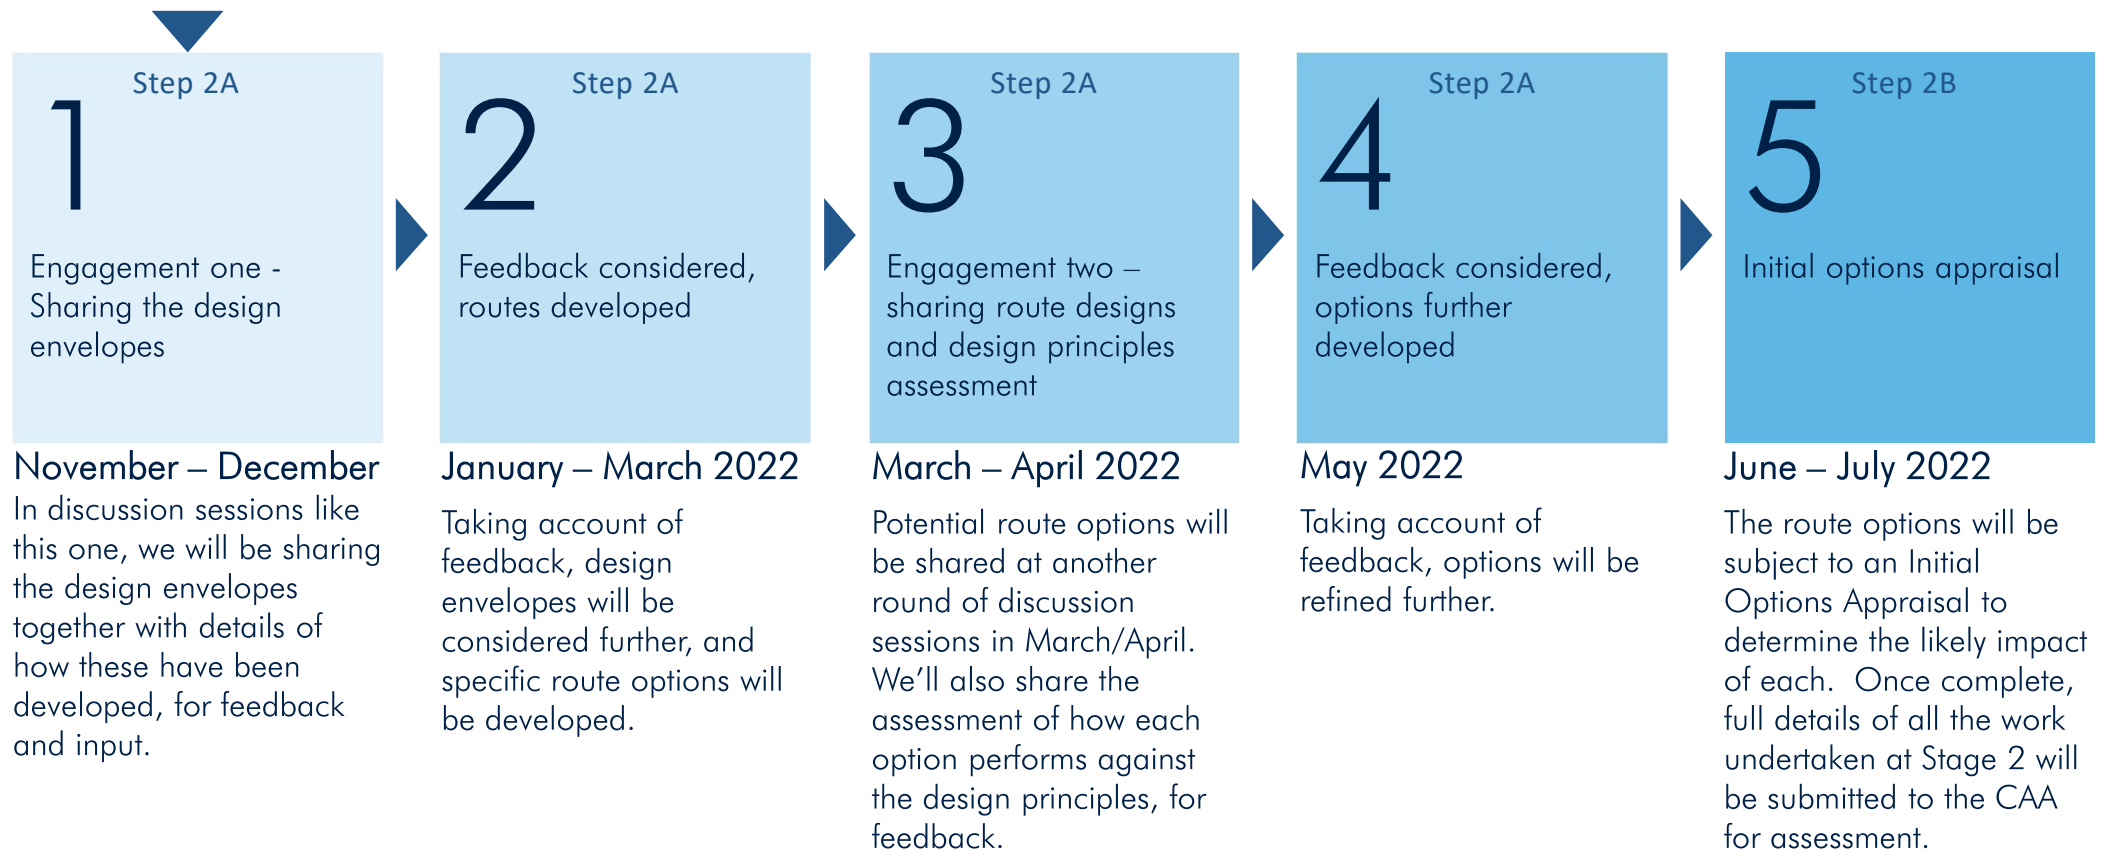 Step 2A
1
Engagement one -
Sharing the design
envelopes
November – December
In discussion sessions like
this one, we will be sharing
the design envelopes
together with details of
how these have been
developed, for feedback
and input.
Step 2A
2
Feedback considered,
routes developed
January – March 2022
Taking account of
feedback, design
envelopes will be
considered further, and
specific route options will
be developed.
Step 2A
3
Engagement two –
sharing route designs
and design principles
assessment
March – April 2022
Potential route options will
be shared at another
round of discussion
sessions in March/April.
We’ll also share the
assessment of how each
option performs against
the design principles, for
feedback.
Step 2A
4
Feedback considered,
options further
developed
May 2022
Taking account of
feedback, options will be
refined further.
Step 2B
5
Initial options appraisal
June – July 2022
The route options will be
subject to an Initial
Options Appraisal to
determine the likely impact
of each.  Once complete,
full details of all the work
undertaken at Stage 2 will
be submitted to the CAA
for assessment.